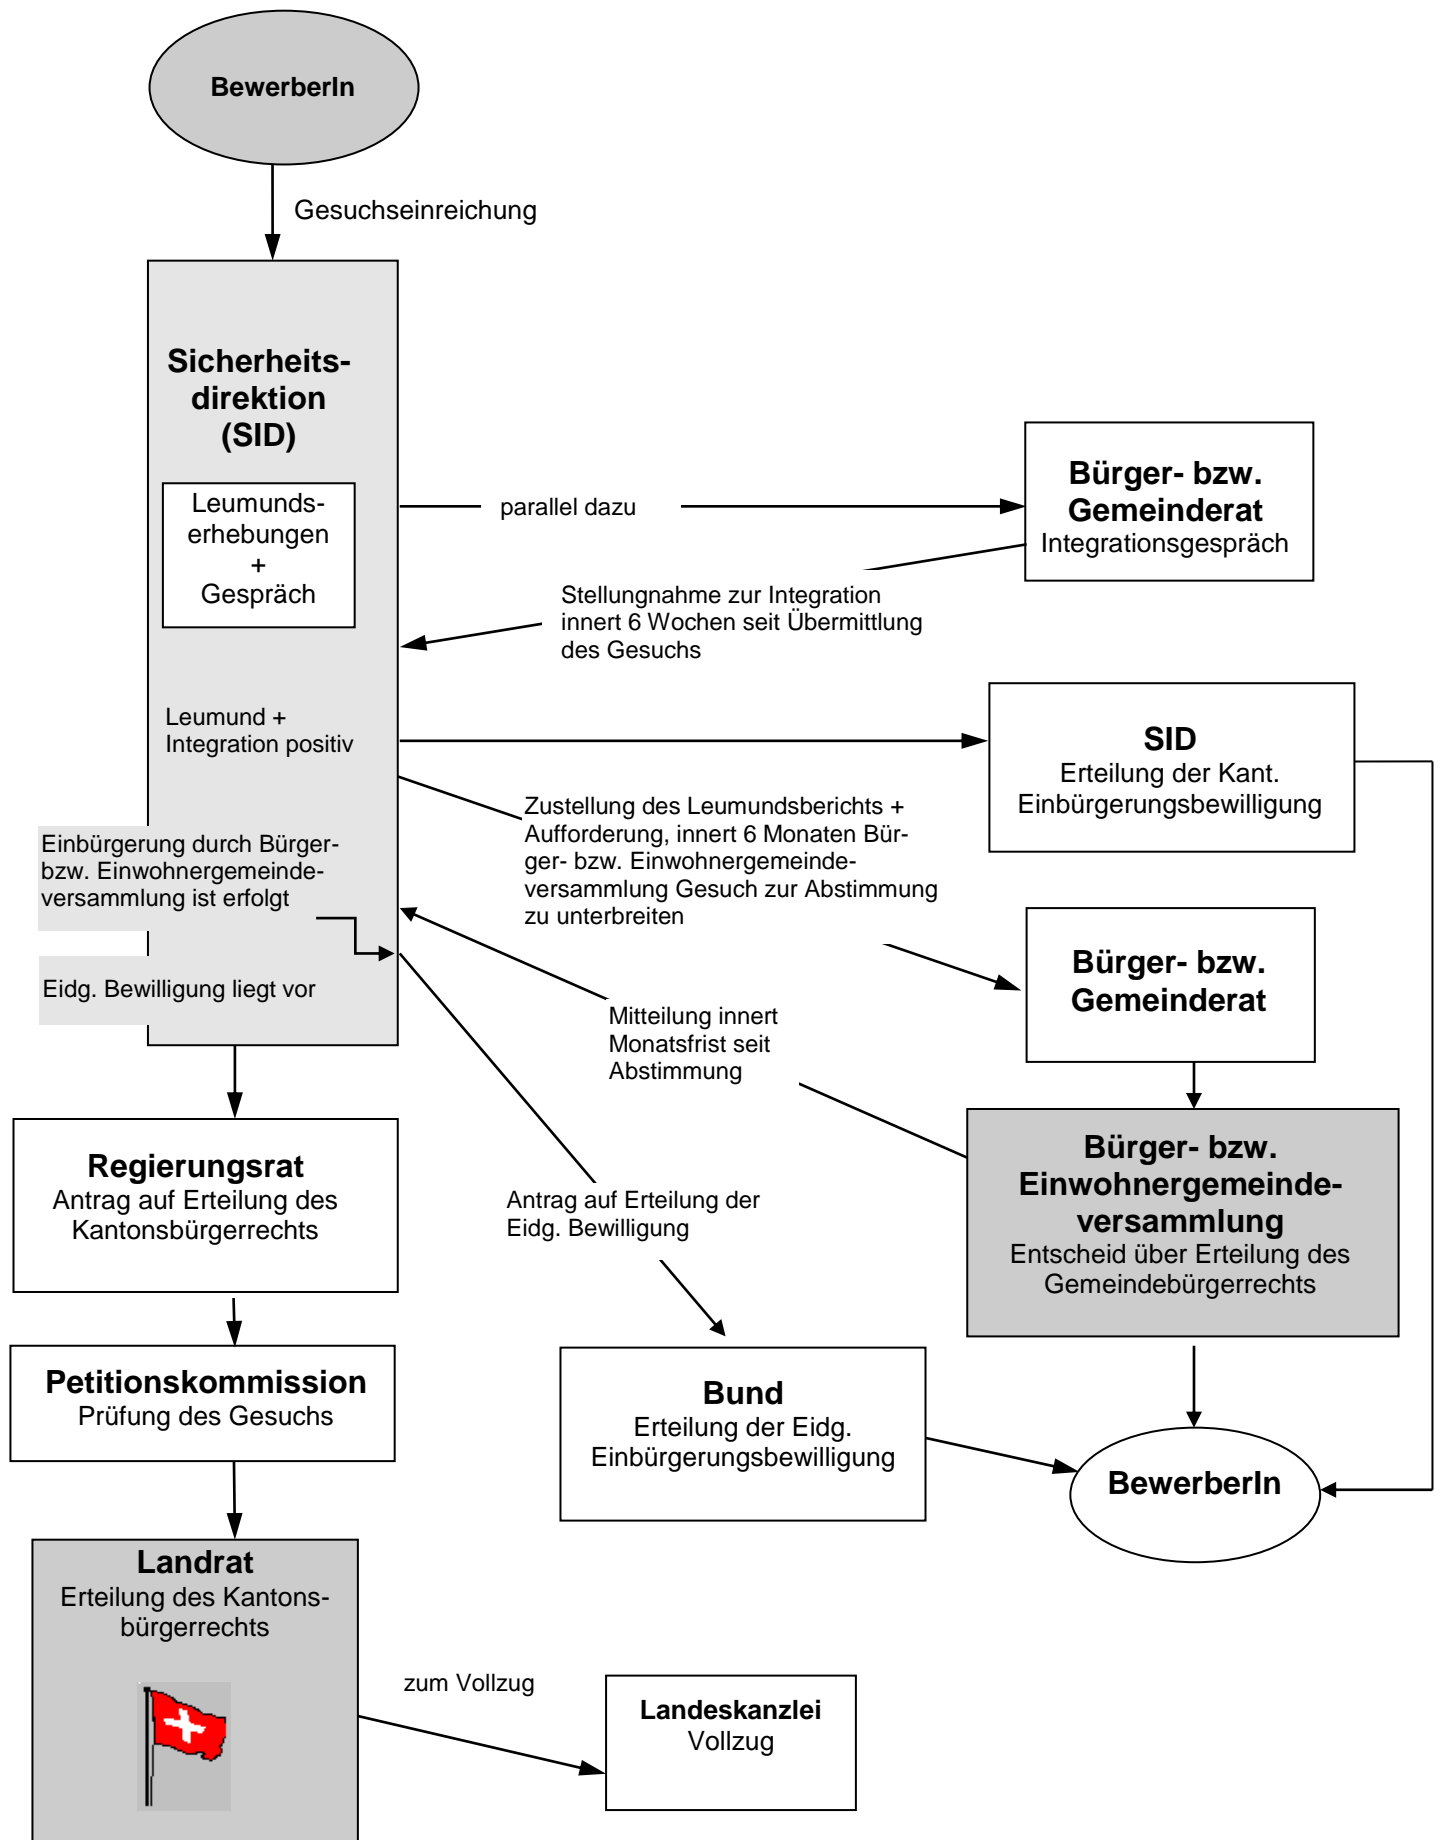 BewerberIn
Gesuchseinreichung
Sicherheits-
direktion
(SID)
Leumunds-
erhebungen
+
Gespräch
parallel dazu
Bürger- bzw.
Gemeinderat
Integrationsgespräch
Stellungnahme zur Integration
innert 6 Wochen seit Übermittlung
des Gesuchs
Leumund +
Integration positiv
SID
Erteilung der Kant.
Einbürgerungsbewilligung
Zustellung des Leumundsberichts +
Aufforderung, innert 6 Monaten Bür-
ger- bzw. Einwohnergemeinde-
versammlung Gesuch zur Abstimmung
zu unterbreiten
Einbürgerung durch Bürger-
bzw. Einwohnergemeinde-
versammlung ist erfolgt
Eidg. Bewilligung liegt vor
Bürger- bzw.
Gemeinderat
Mitteilung innert
Monatsfrist seit
Abstimmung
Bürger- bzw.
Einwohnergemeinde-
versammlung
Entscheid über Erteilung des
Gemeindebürgerrechts
Regierungsrat
Antrag auf Erteilung des
Kantonsbürgerrechts
Antrag auf Erteilung der
Eidg. Bewilligung
Petitionskommission
Prüfung des Gesuchs
Bund
Erteilung der Eidg.
Einbürgerungsbewilligung
BewerberIn
Landrat
Erteilung des Kantons-
bürgerrechts
zum Vollzug
Landeskanzlei
Vollzug